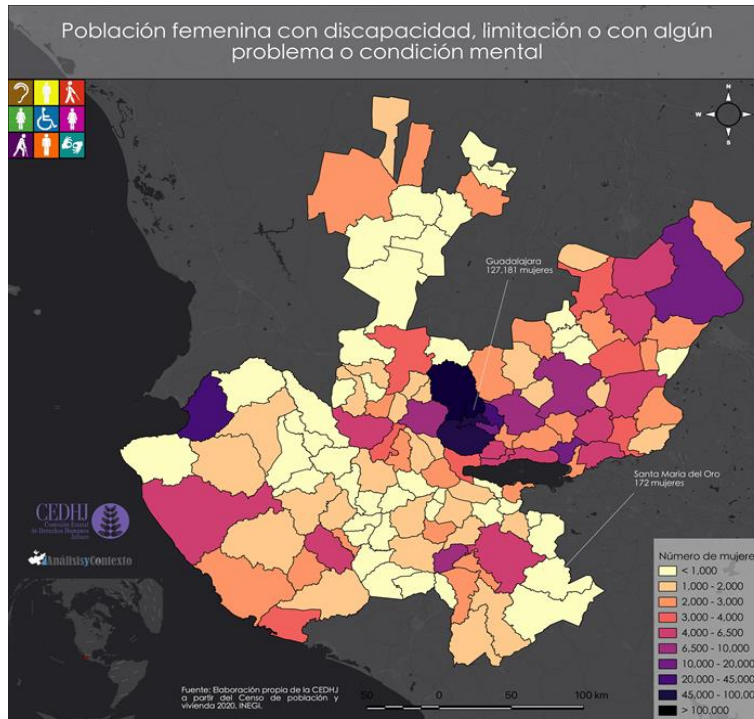 Población femenina con discapacidad, limitación o con algún
problema o condición mental
N
W
S
Guadalajara
127,181 mujeres
Santa Maria del Oro
172 mujeres
CEDHJ
Comisión Estatal
de Derechos Humanos
Jalisco
AnálisisyContexto
Número de mujere
< 1,000
1,000 - 2,000
2,000 - 3,000
3,000 - 4,000
4,000 - 6,500
6,500 - 10,000
10,000 - 20,000
20,000 - 45,000
45,000 - 100,
> 100,000
Fuente: Elaboración propia de la CEDHJ
a partir del Censo de población y
vivienda 2020, INEGI.
50 0 50 100 km